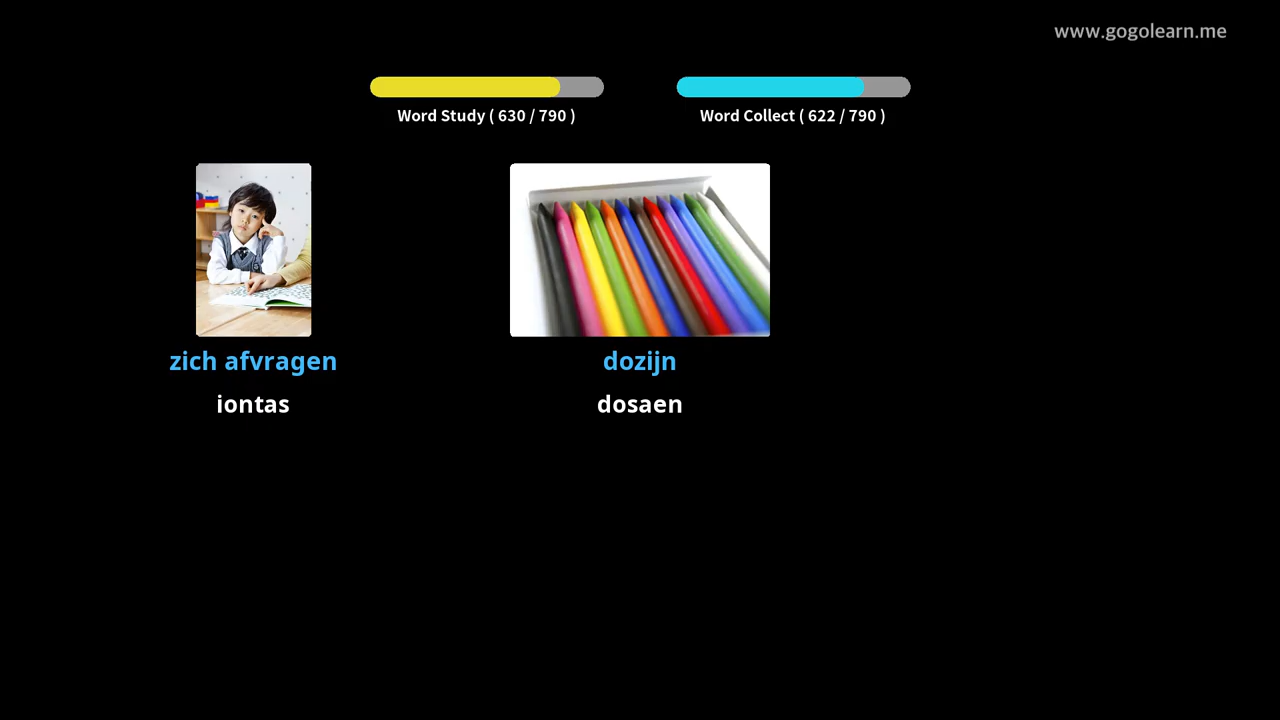 www.gogolearn.me
Word Study ( 630 / 790 )
Word Collect ( 622 / 790 )
zich afvragen
dozijn
iontas
dosaen